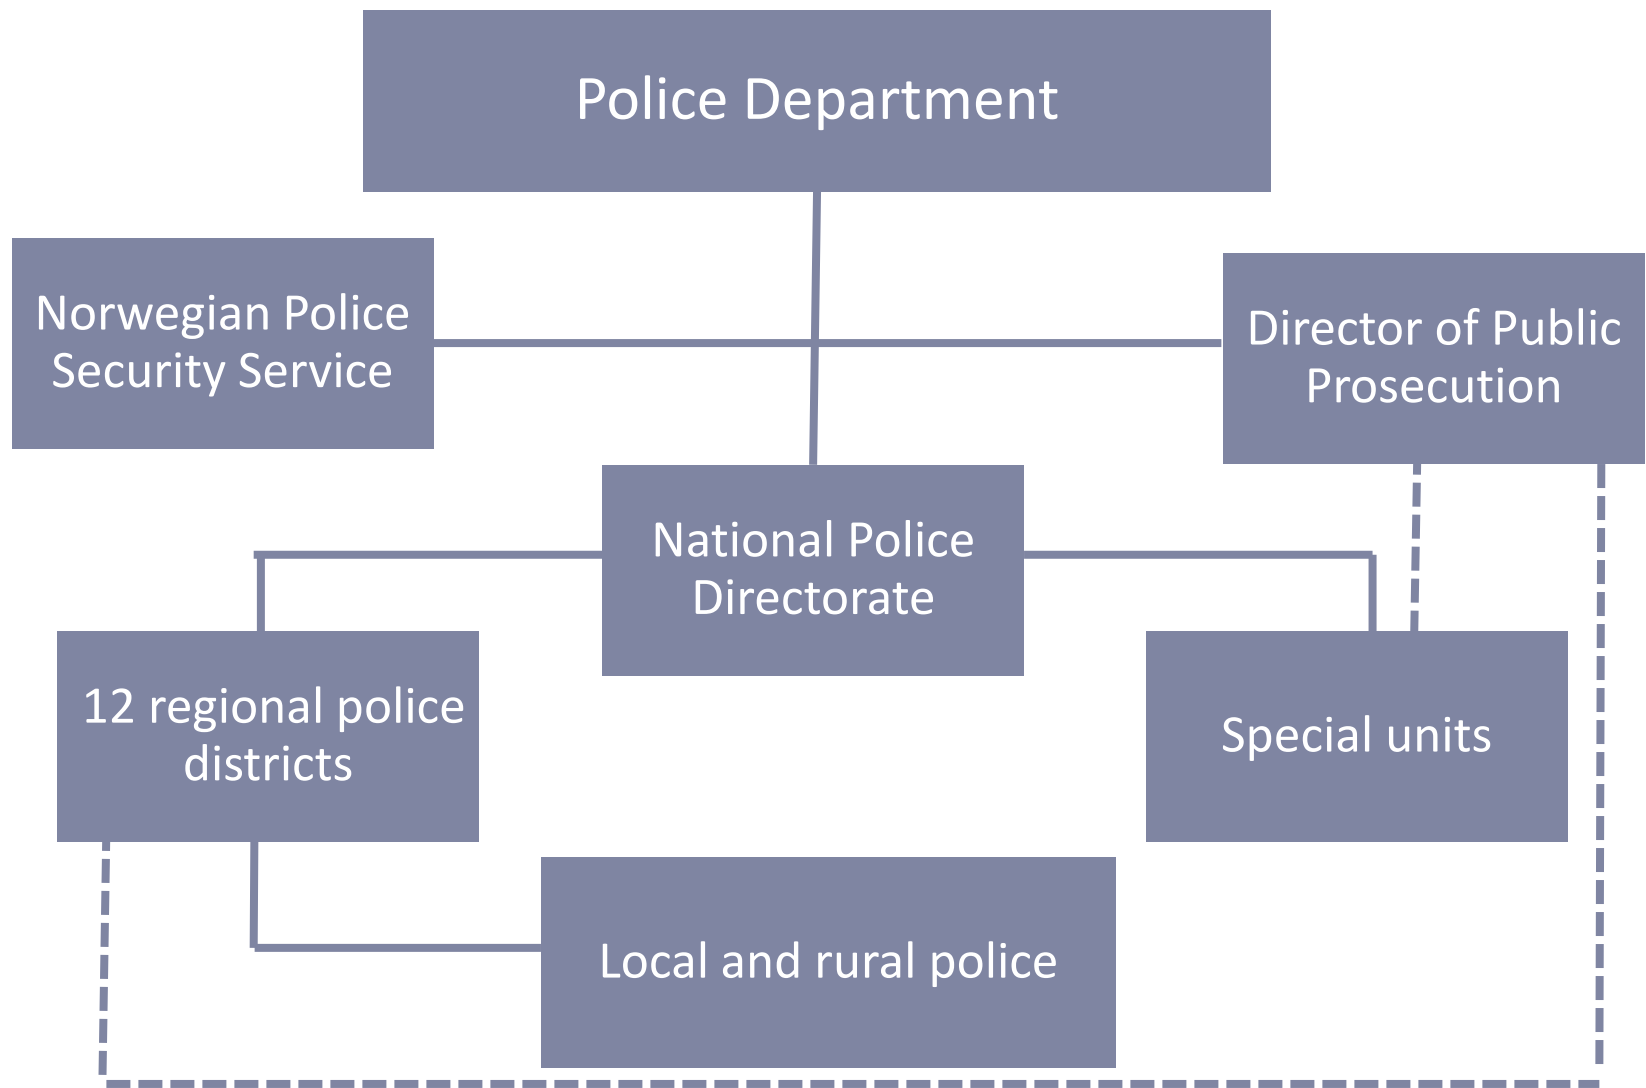 Police Department
Norwegian Police
Security Service
Director of Public
Prosecution
National Police
Directorate
12 regional police
districts
Special units
Local and rural police